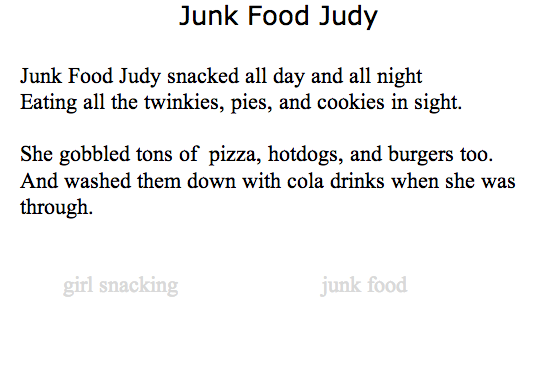 Junk Food Judy
Junk Food Judy snacked all day and all night
Eating all the twinkies, pies, and cookies in sight.
She gobbled tons of  pizza, hotdogs, and burgers too.
And washed them down with cola drinks when she was
through.
girl snacking junk food